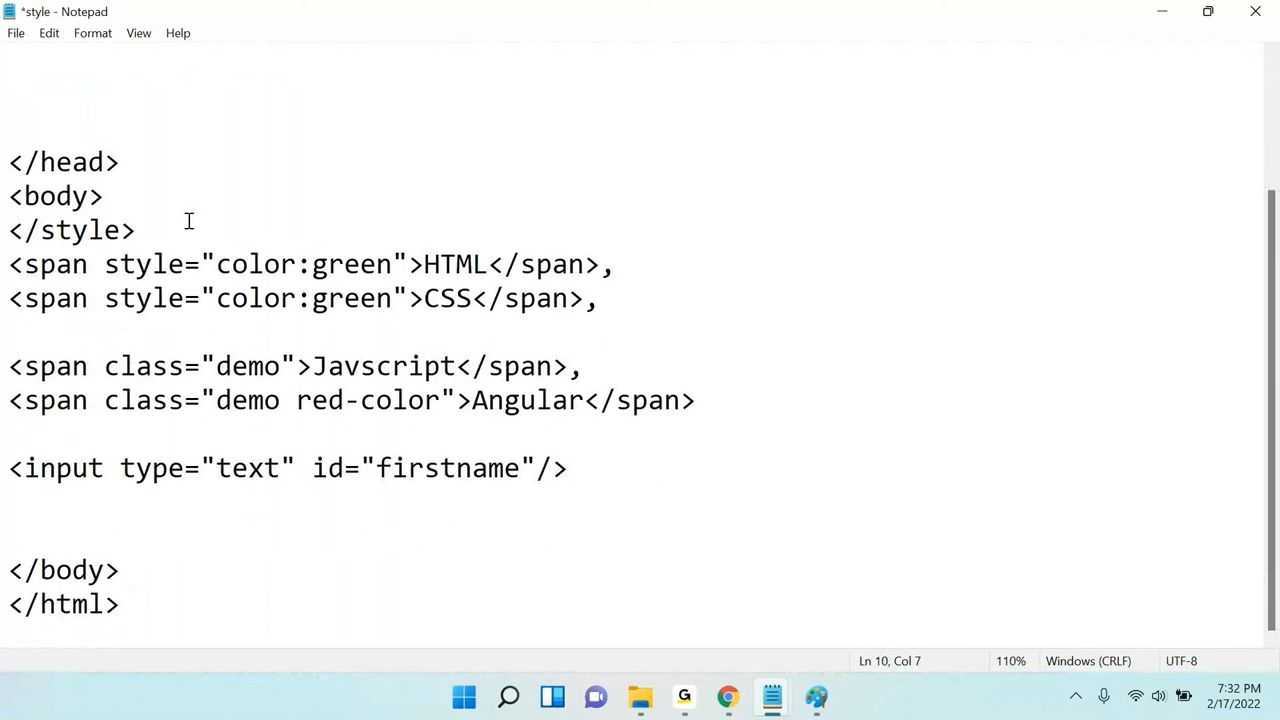 *style - Notepad
File Edit Format View Help
</head>
<body>
</style>
<span style="color:green">HTML</span>,
<span style="color:green">CSS</span>,
<span class="demo">Javscript</span>,
<span class="demo red-color">Angular</span>
<input type="text" id="firstname"/>
</body>
</html>
Ln 10, Col 7 110% Windows (CRLF) UTF-8
G
7:32 PM
2/17/2022